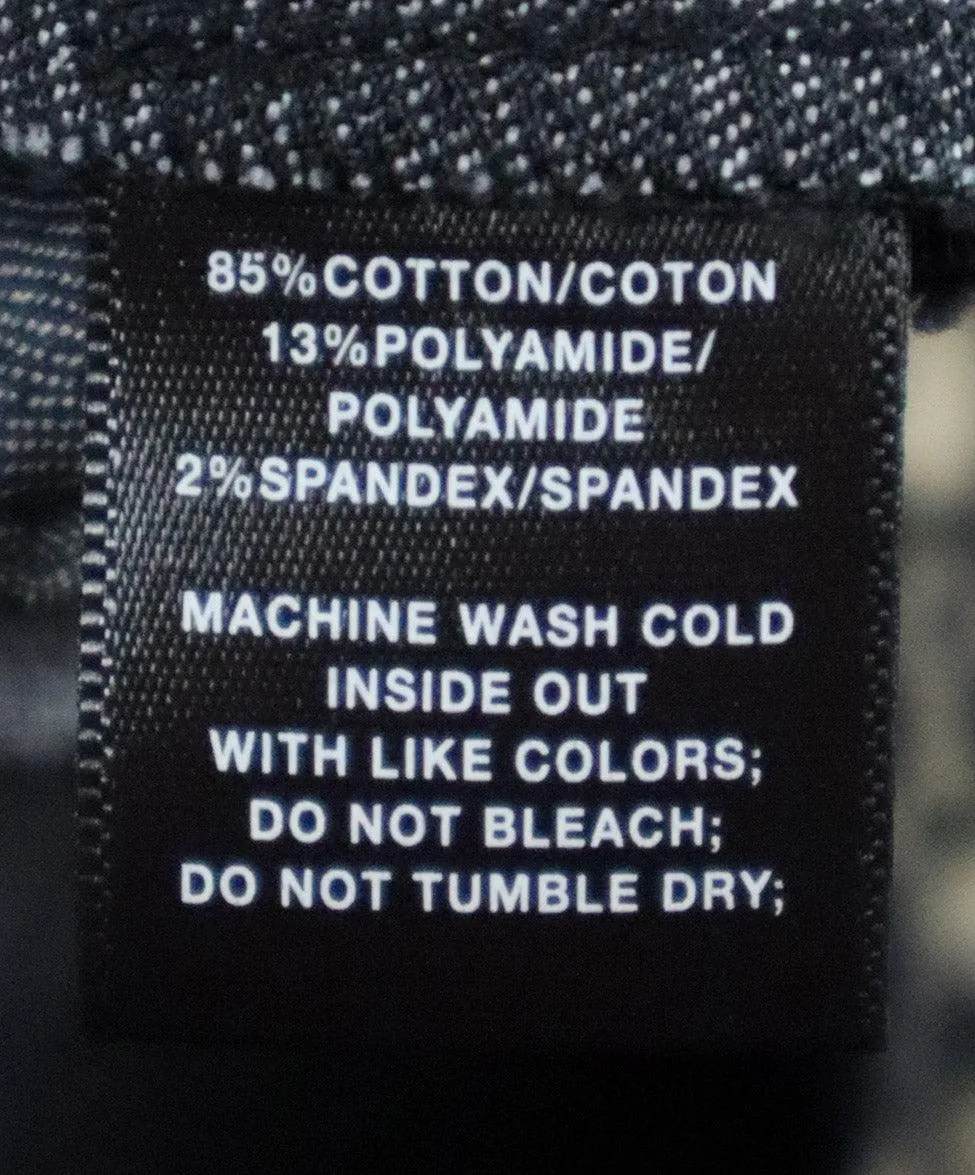 85%COTTON/COTON
13%POLYAMIDE/
POLYAMIDE
2%SPANDEX/SPANDEX
MACHINE WASH COLD
INSIDE OUT
WITH LIKE COLORS;
DO NOT BLEACH;
DO NOT TUMBLE DRY;